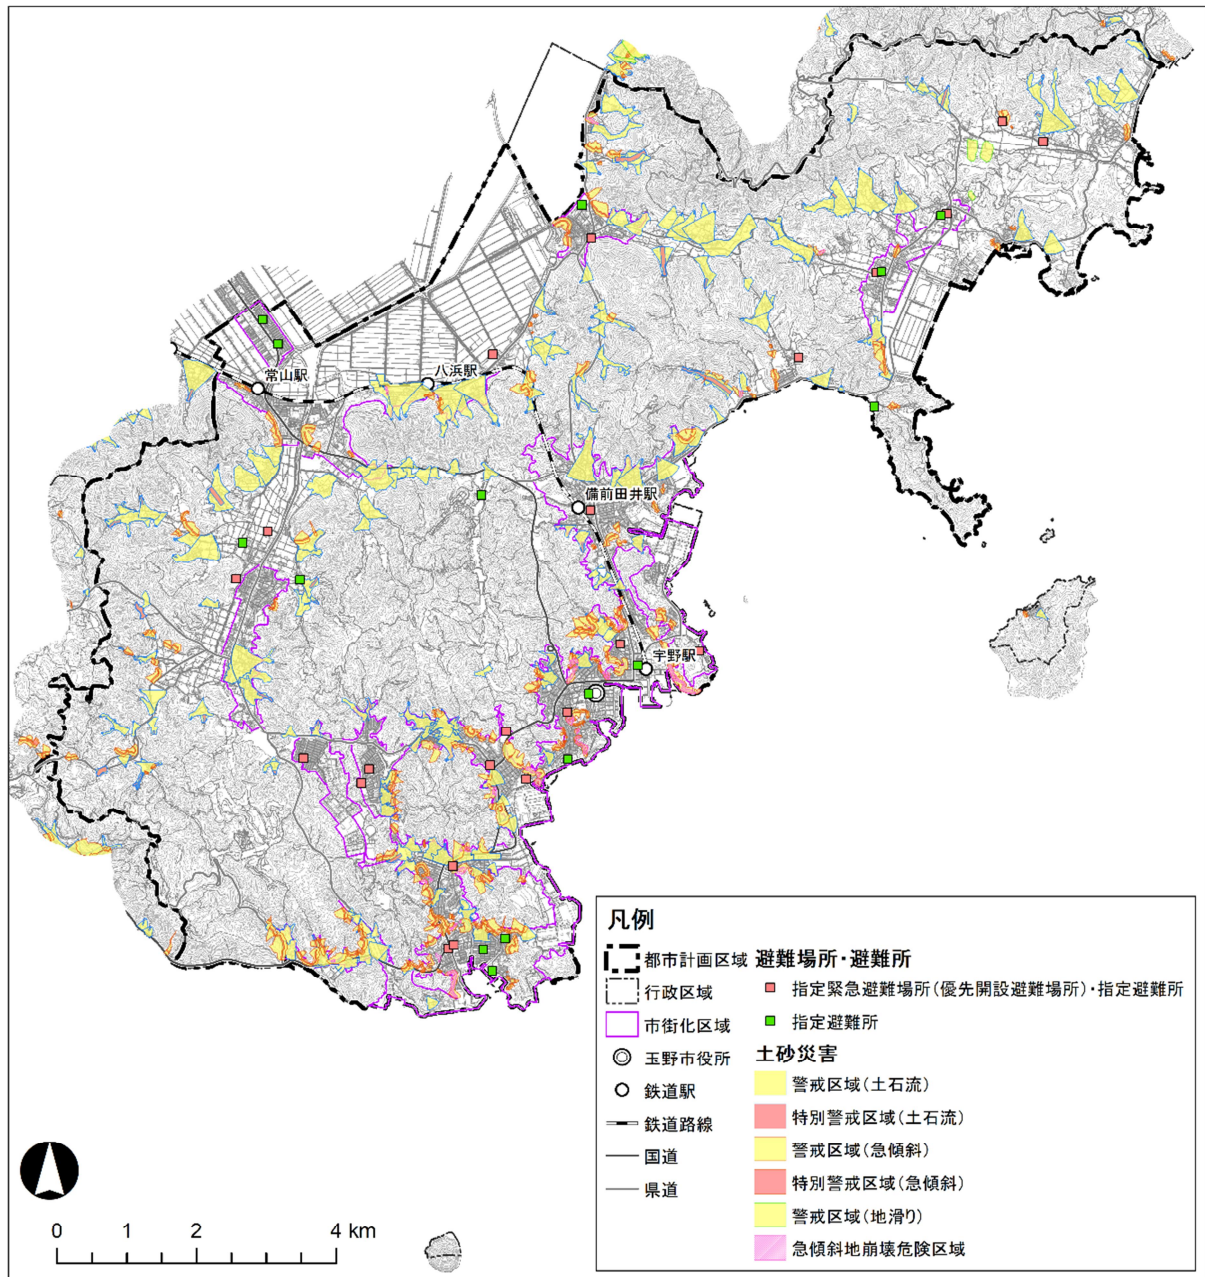 常山駅
八浜駅
備前田井駅
宇野駅
凡例
都市計画区域
行政区域
市街化区域
玉野市役所
鉄道駅
鉄道路線
国道
県道
避難場所・避難所
指定緊急避難場所(優先開設避難場所)・指定避難所
指定避難所
土砂災害
警戒区域(土石流)
特別警戒区域(土石流)
警戒区域(急傾斜)
特別警戒区域(急傾斜)
警戒区域(地滑り)
急傾斜地崩壊危険区域
0 1 2 4 km